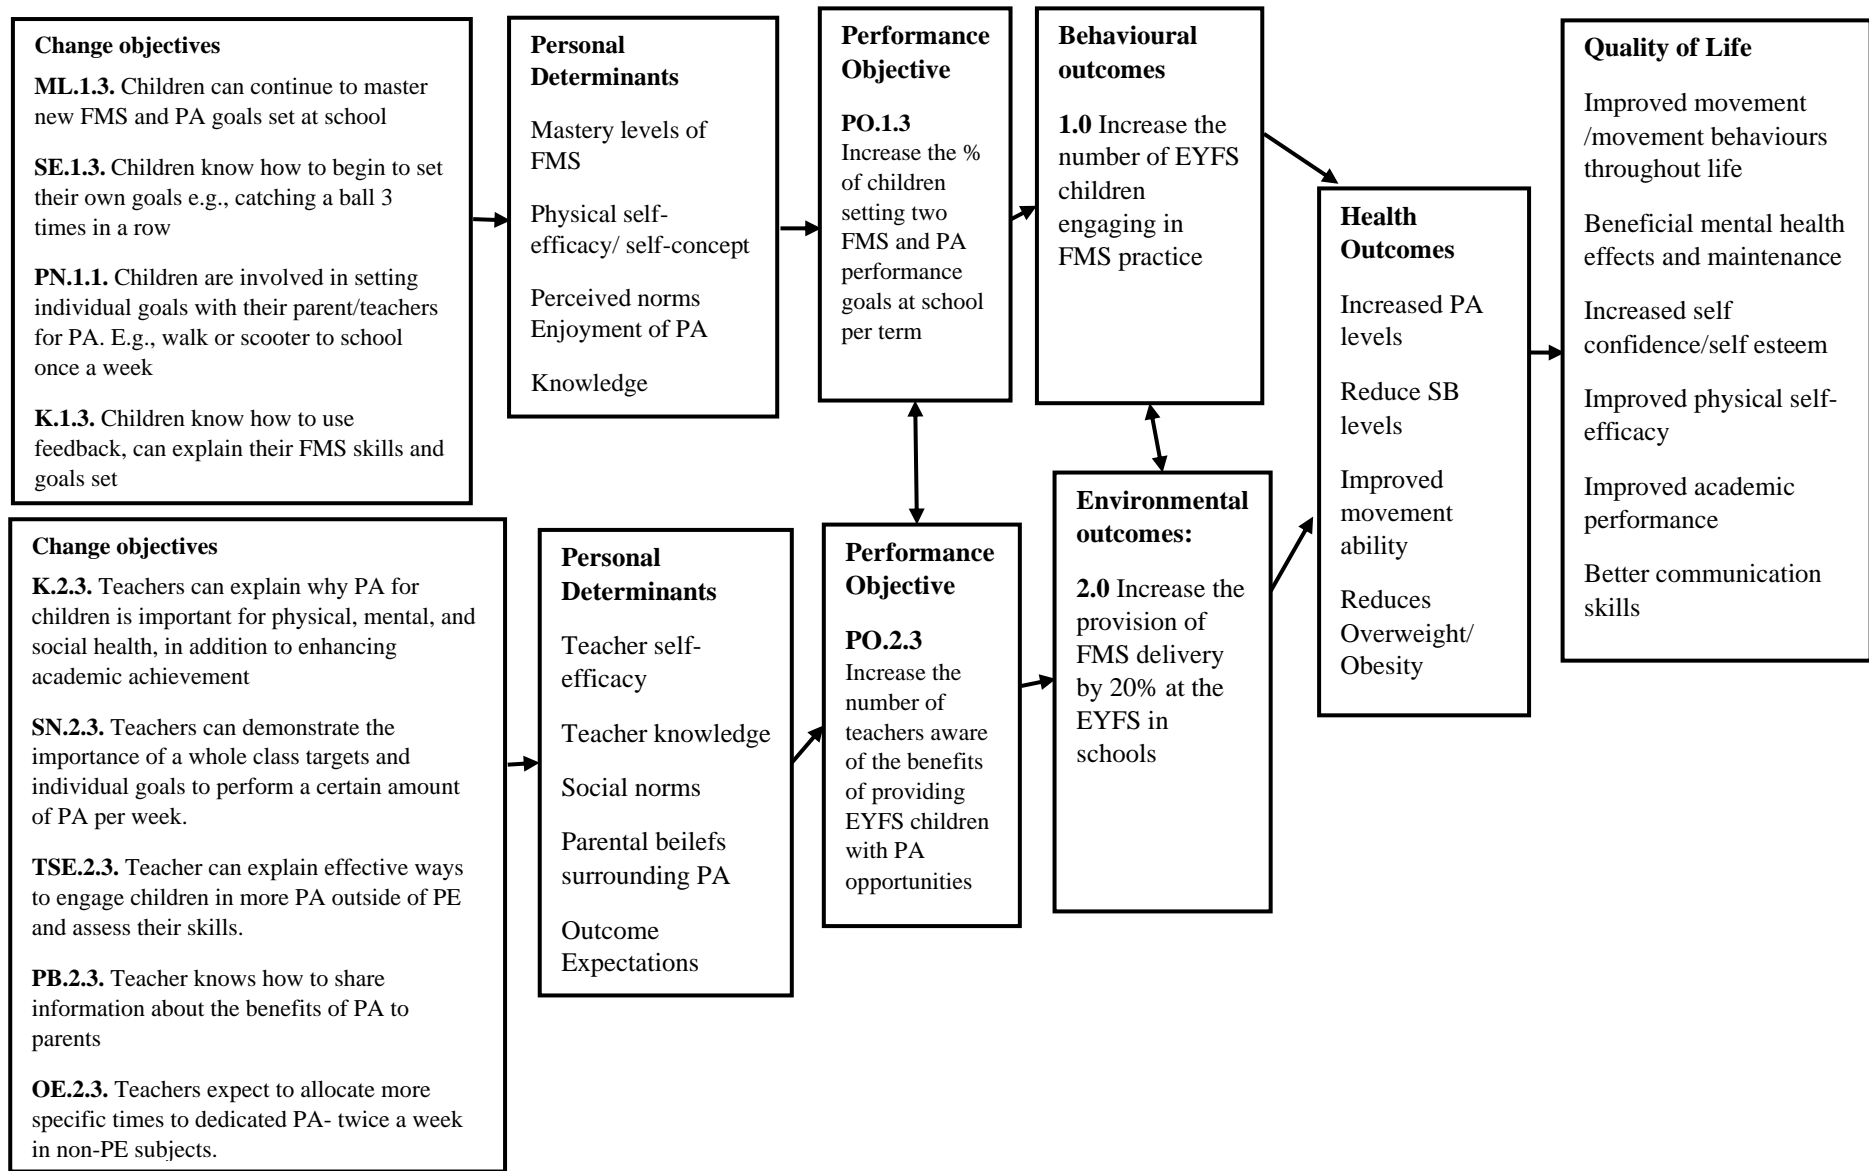 Change objectives
ML.1.3. Children can continue to master
new FMS and PA goals set at school
SE.1.3. Children know how to begin to set
their own goals e.g., catching a ball 3
times in a row
PN.1.1. Children are involved in setting
individual goals with their parent/teachers
for PA. E.g., walk or scooter to school
once a week
K.1.3. Children know how to use
feedback, can explain their FMS skills and
goals set
Personal
Determinants
Mastery levels of
FMS
Physical self-
efficacy/ self-concept
Perceived norms
Enjoyment of PA
Knowledge
Performance
Objective
PO.1.3
Increase the %
of children
setting two
FMS and PA
performance
goals at school
per term
Behavioural
outcomes
1.0 Increase the
number of EYFS
children
engaging in
FMS practice
Change objectives
K.2.3. Teachers can explain why PA for
children is important for physical, mental, and
social health, in addition to enhancing
academic achievement
SN.2.3. Teachers can demonstrate the
importance of a whole class targets and
individual goals to perform a certain amount
of PA per week.
TSE.2.3. Teacher can explain effective ways
to engage children in more PA outside of PE
and assess their skills.
PB.2.3. Teacher knows how to share
information about the benefits of PA to
parents
OE.2.3. Teachers expect to allocate more
specific times to dedicated PA- twice a week
in non-PE subjects.
Personal
Determinants
Teacher self-
efficacy
Teacher knowledge
Social norms
Parental beilefs
surrounding PA
Outcome
Expectations
Performance
Objective
PO.2.3
Increase the
number of
teachers aware
of the benefits
of providing
EYFS children
with PA
opportunities
Environmental
outcomes:
2.0 Increase the
provision of
FMS delivery
by 20% at the
EYFS in
schools
Health
Outcomes
Increased PA
levels
Reduce SB
levels
Improved
movement
ability
Reduces
Overweight/
Obesity
Quality of Life
Improved movement
/movement behaviours
throughout life
Beneficial mental health
effects and maintenance
Increased self
confidence/self esteem
Improved physical self-
efficacy
Improved academic
performance
Better communication
skills